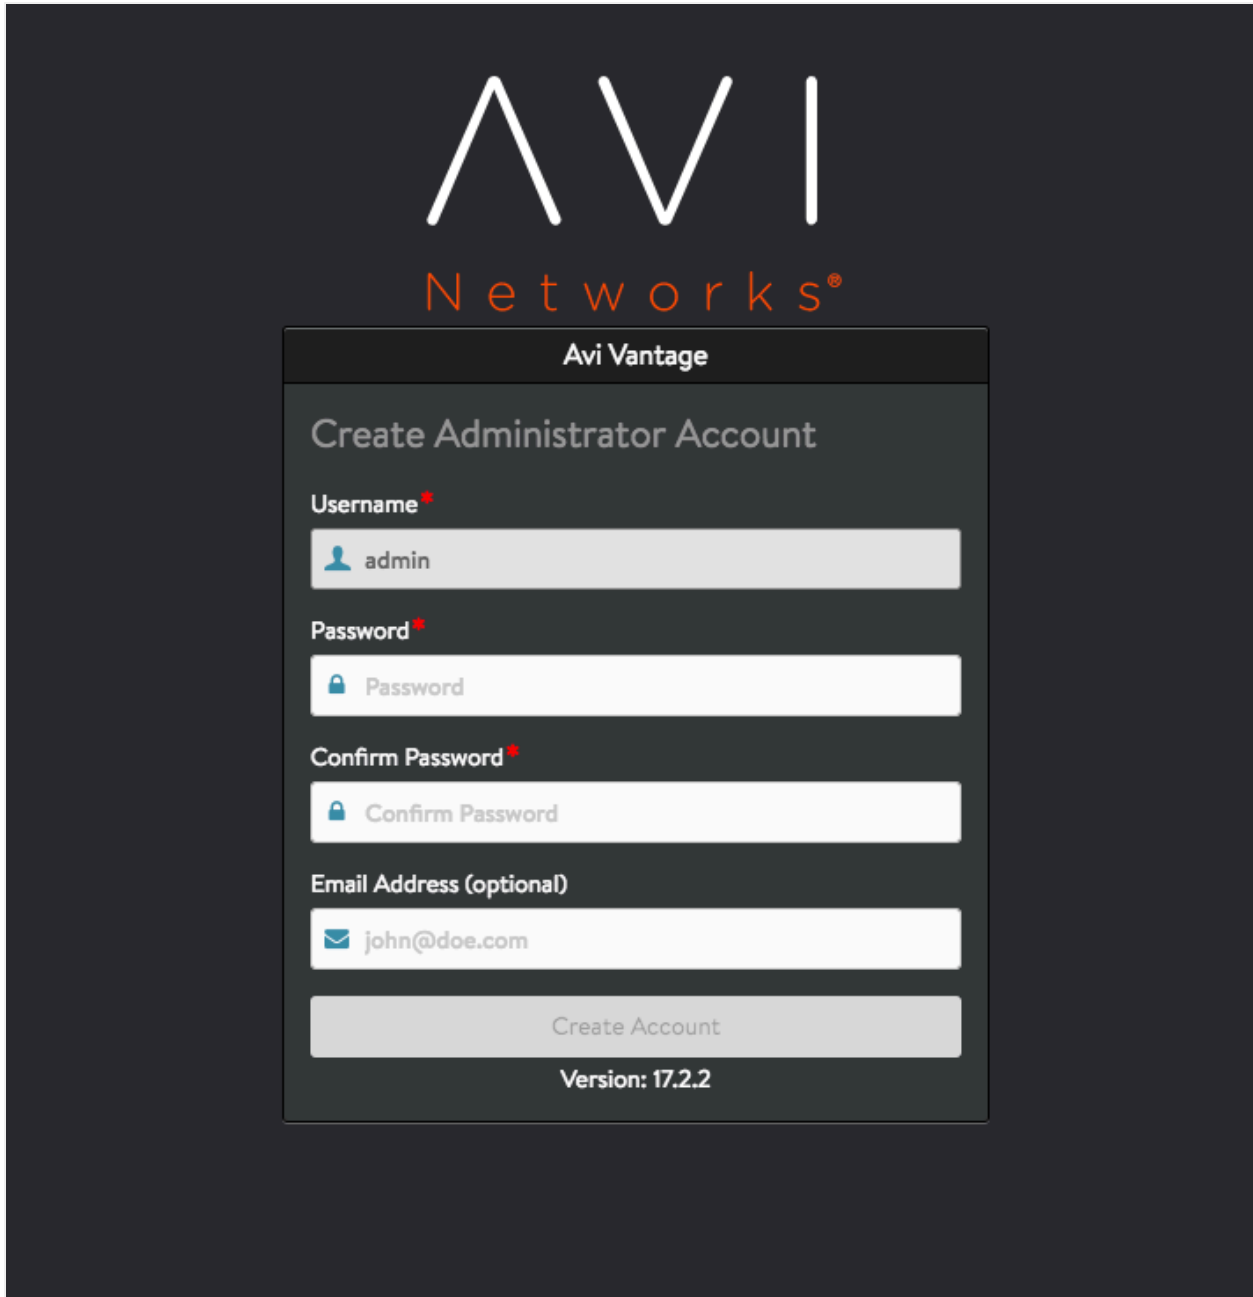 AVI
Networks®
Avi Vantage
Create Administrator Account
Username*
admin
Password*
Password
Confirm Password*
Confirm Password
Email Address (optional)
john@doe.com
Create Account
Version: 17.2.2